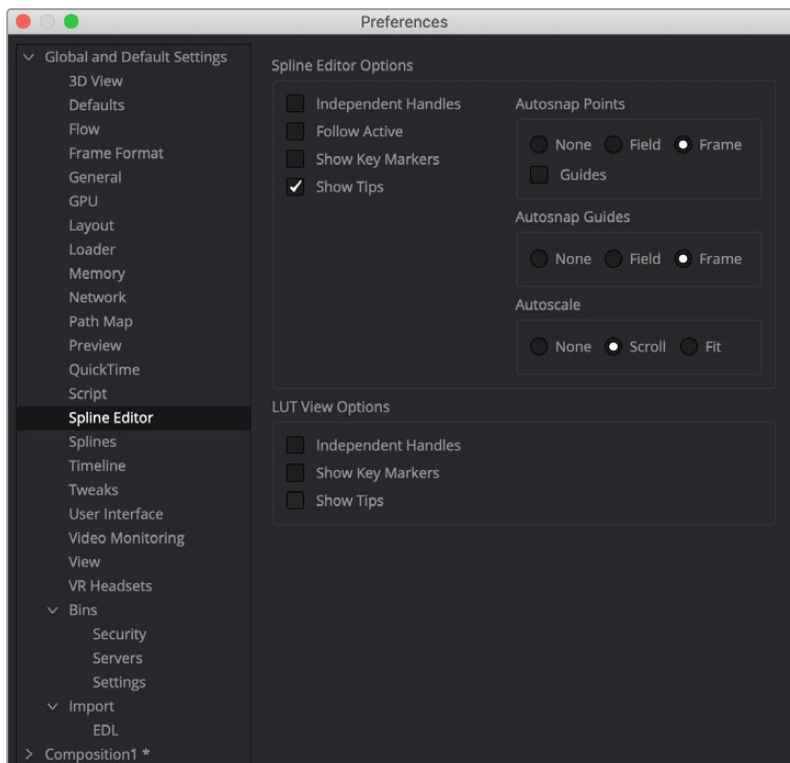 Preferences
Global and Default Settings
3D View
Defaults
Flow
Frame Format
General
GPU
Layout
Loader
Memory
Network
Path Map
Preview
QuickTime
Script
Spline Editor
Splines
Timeline
Tweaks
User Interface
Video Monitoring
View
VR Headsets
Bins
Security
Servers
Settings
Import
EDL
Composition1 *
Spline Editor Options
Independent Handles
Follow Active
Show Key Markers
Show Tips
Autosnap Points
None Field Frame
Guides
Autosnap Guides
None Field Frame
Autoscale
None Scroll Fit
LUT View Options
Independent Handles
Show Key Markers
Show Tips